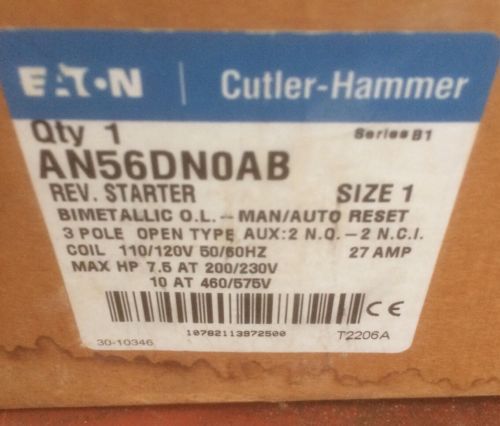 EATON | Cutler-Hammer
Qty 1
Series B1
AN56DN0AB
REV. STARTER SIZE 1
BIMETALLIC O.L. - MAN/AUTO RESET
3 POLE OPEN TYPE AUX: 2 N.O. - 2 N.C.I.
COIL 110/120V 50/60HZ 27 AMP
MAX HP 7.5 AT 200/230V
10 AT 460/575V
CE
10782113972500
30-10346 T2206A